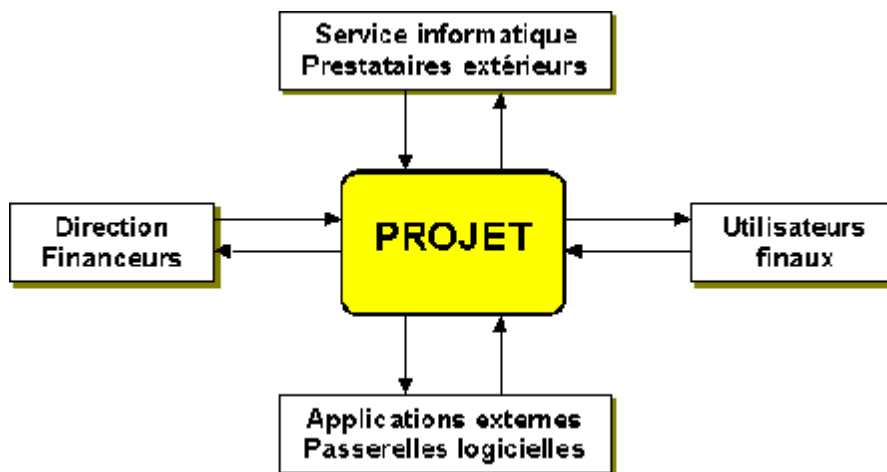 Service informatique
Prestataires extérieurs
Direction
Financeurs
PROJET
Utilisateurs
finaux
Applications externes
Passerelles logicielles